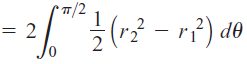 = 2∫₀^{π/2} 1/2 (r₂² − r₁²) dθ